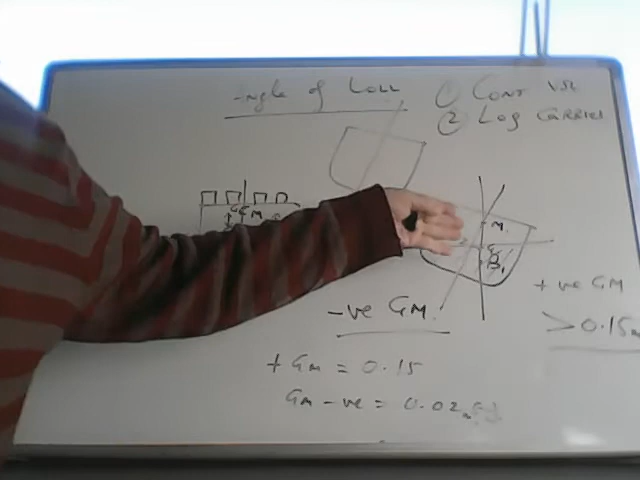 ngle of Loll
① Cont vsl
② Log carrier
G M
M,
-ve GM
+ve GM
> 0.15m
+ GM = 0.15
GM -ve = 0.02